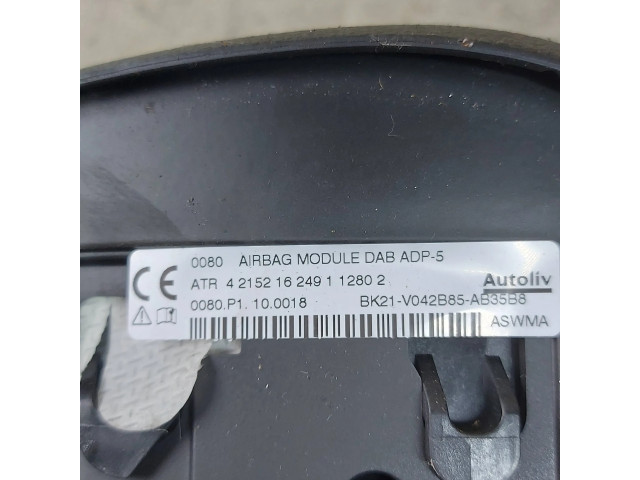 0080 AIRBAG MODULE DAB ADP-5
CE ATR 4 2152 16 249 1 1280 2 Autoliv
0080.P1. 10.0018 BK21-V042B85-AB35B8
ASWMA